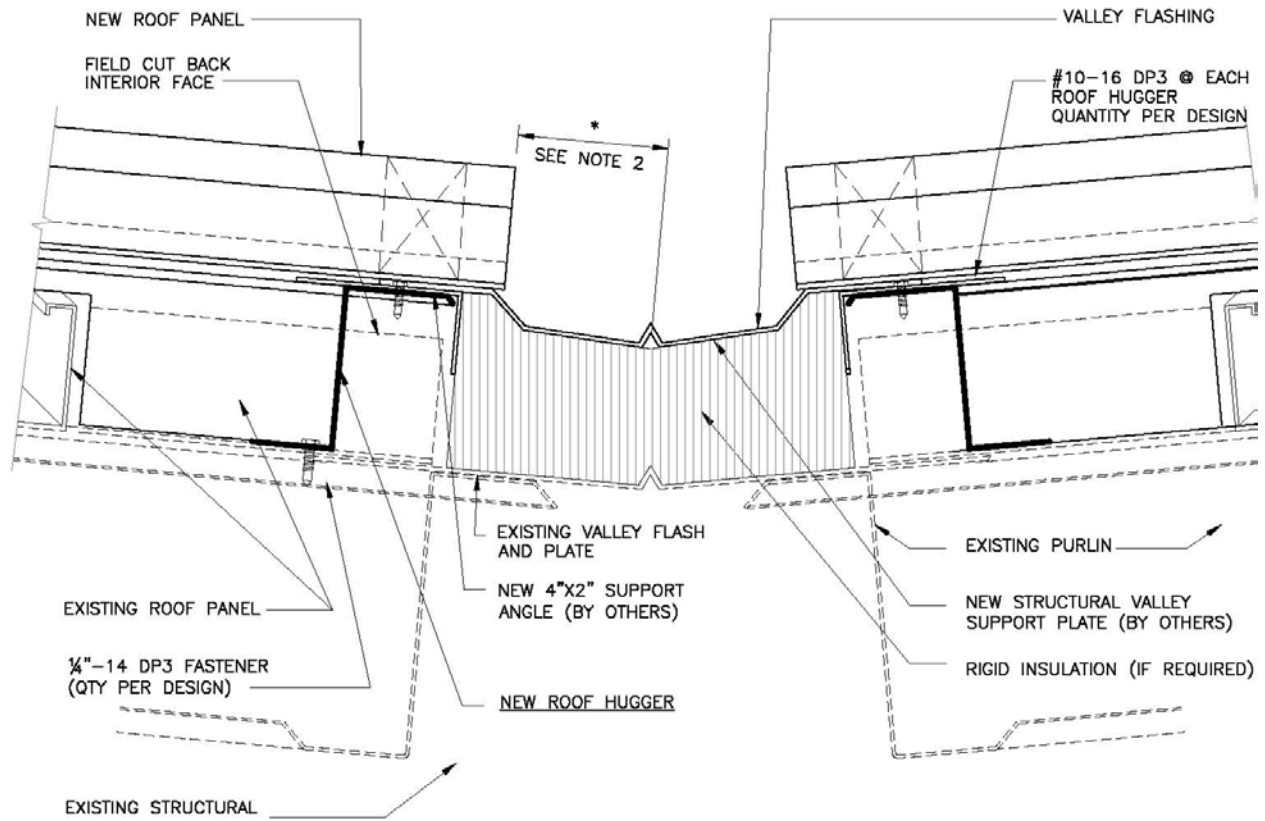 NEW ROOF PANEL
VALLEY FLASHING
FIELD CUT BACK
INTERIOR FACE
#10-16 DP3 @ EACH
ROOF HUGGER
QUANTITY PER DESIGN
*
SEE NOTE 2
EXISTING VALLEY FLASH
AND PLATE
EXISTING PURLIN
NEW 4"X2" SUPPORT
ANGLE (BY OTHERS)
EXISTING ROOF PANEL
NEW STRUCTURAL VALLEY
SUPPORT PLATE (BY OTHERS)
¼"-14 DP3 FASTENER
(QTY PER DESIGN)
RIGID INSULATION (IF REQUIRED)
NEW ROOF HUGGER
EXISTING STRUCTURAL